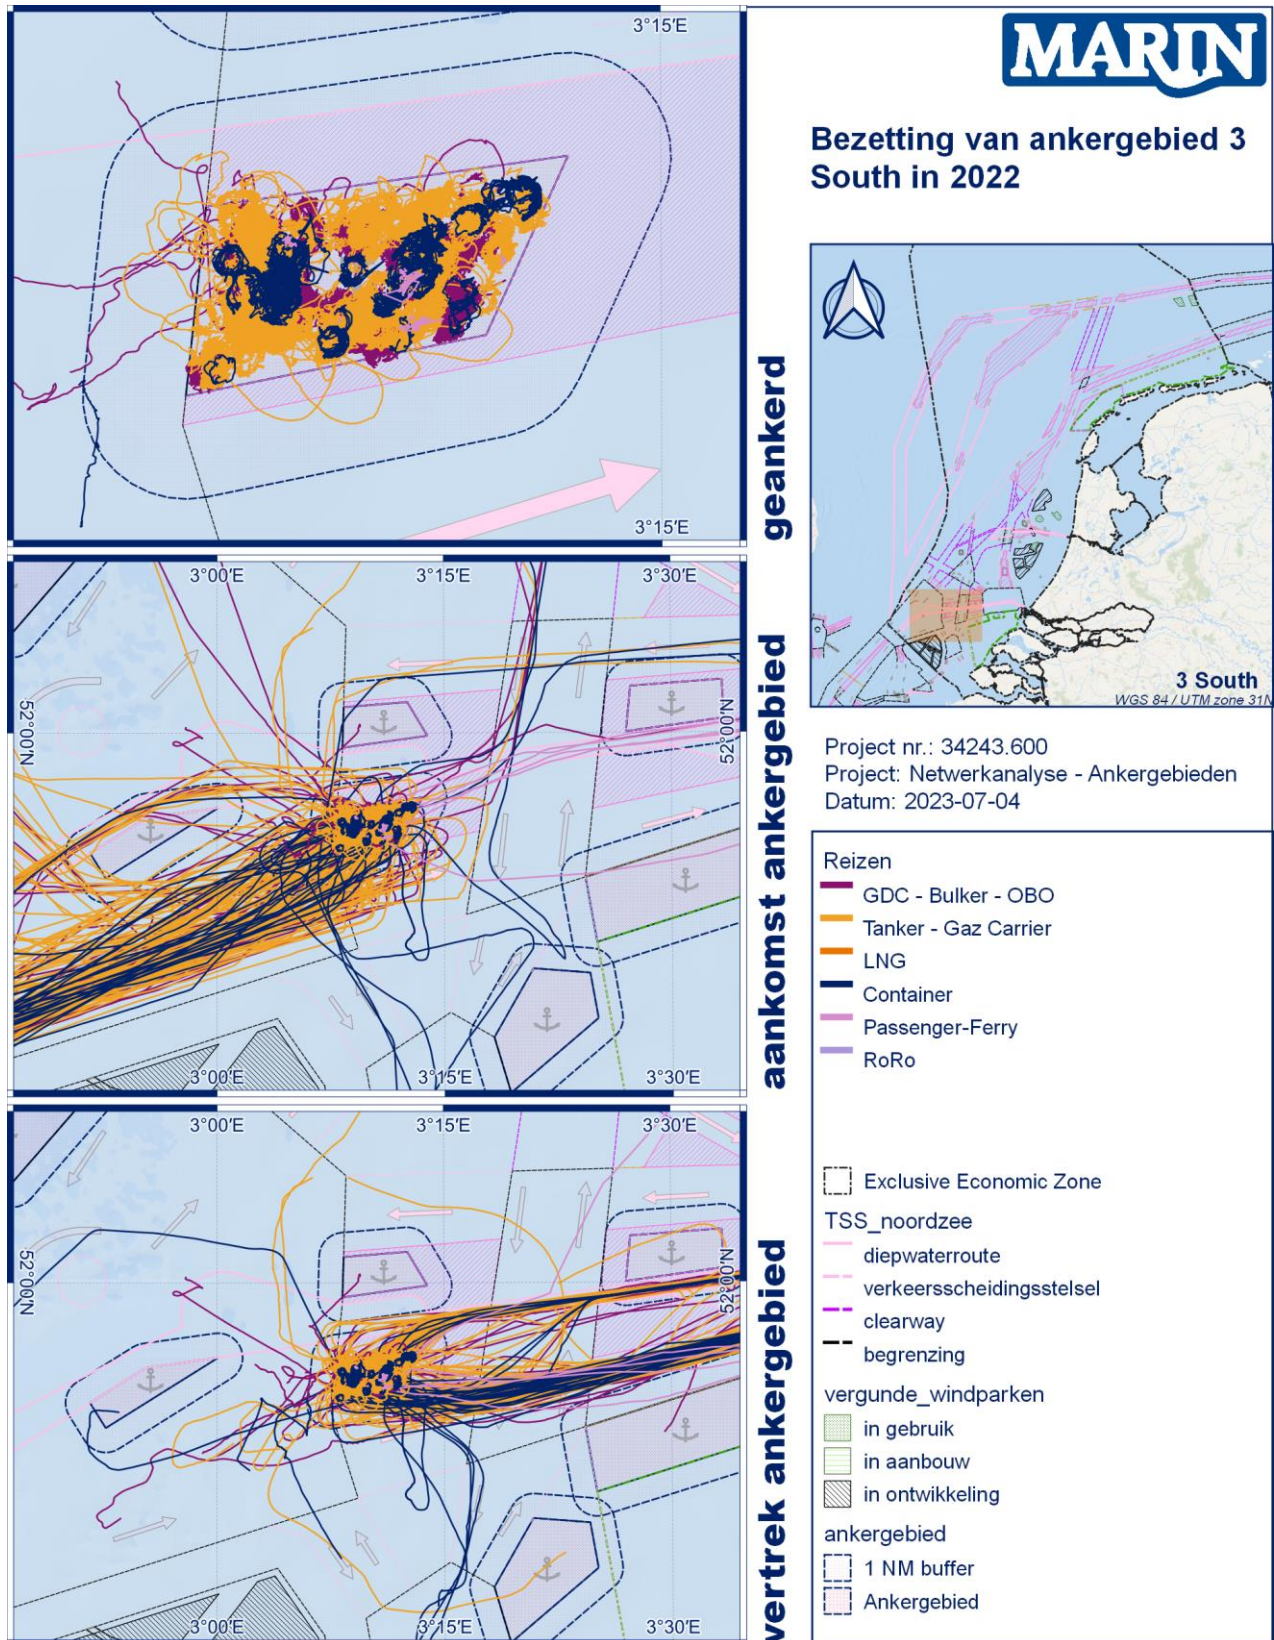 MARIN
Bezetting van ankergebied 3
South in 2022
3°15'E
3°15'E
geankerd
3 South
WGS 84 / UTM zone 31N
Project nr.: 34243.600
Project: Netwerkanalyse - Ankergebieden
Datum: 2023-07-04
3°00'E
3°15'E
3°30'E
52°00'N
52°00'N
3°00'E
3°15'E
3°30'E
aankomst ankergebied
3°00'E
3°15'E
3°30'E
52°00'N
52°00'N
3°00'E
3°15'E
3°30'E
vertrek ankergebied
Reizen
GDC - Bulker - OBO
Tanker - Gaz Carrier
LNG
Container
Passenger-Ferry
RoRo
Exclusive Economic Zone
TSS_noordzee
diepwaterroute
verkeersscheidingsstelsel
clearway
begrenzing
vergunde_windparken
in gebruik
in aanbouw
in ontwikkeling
ankergebied
1 NM buffer
Ankergebied